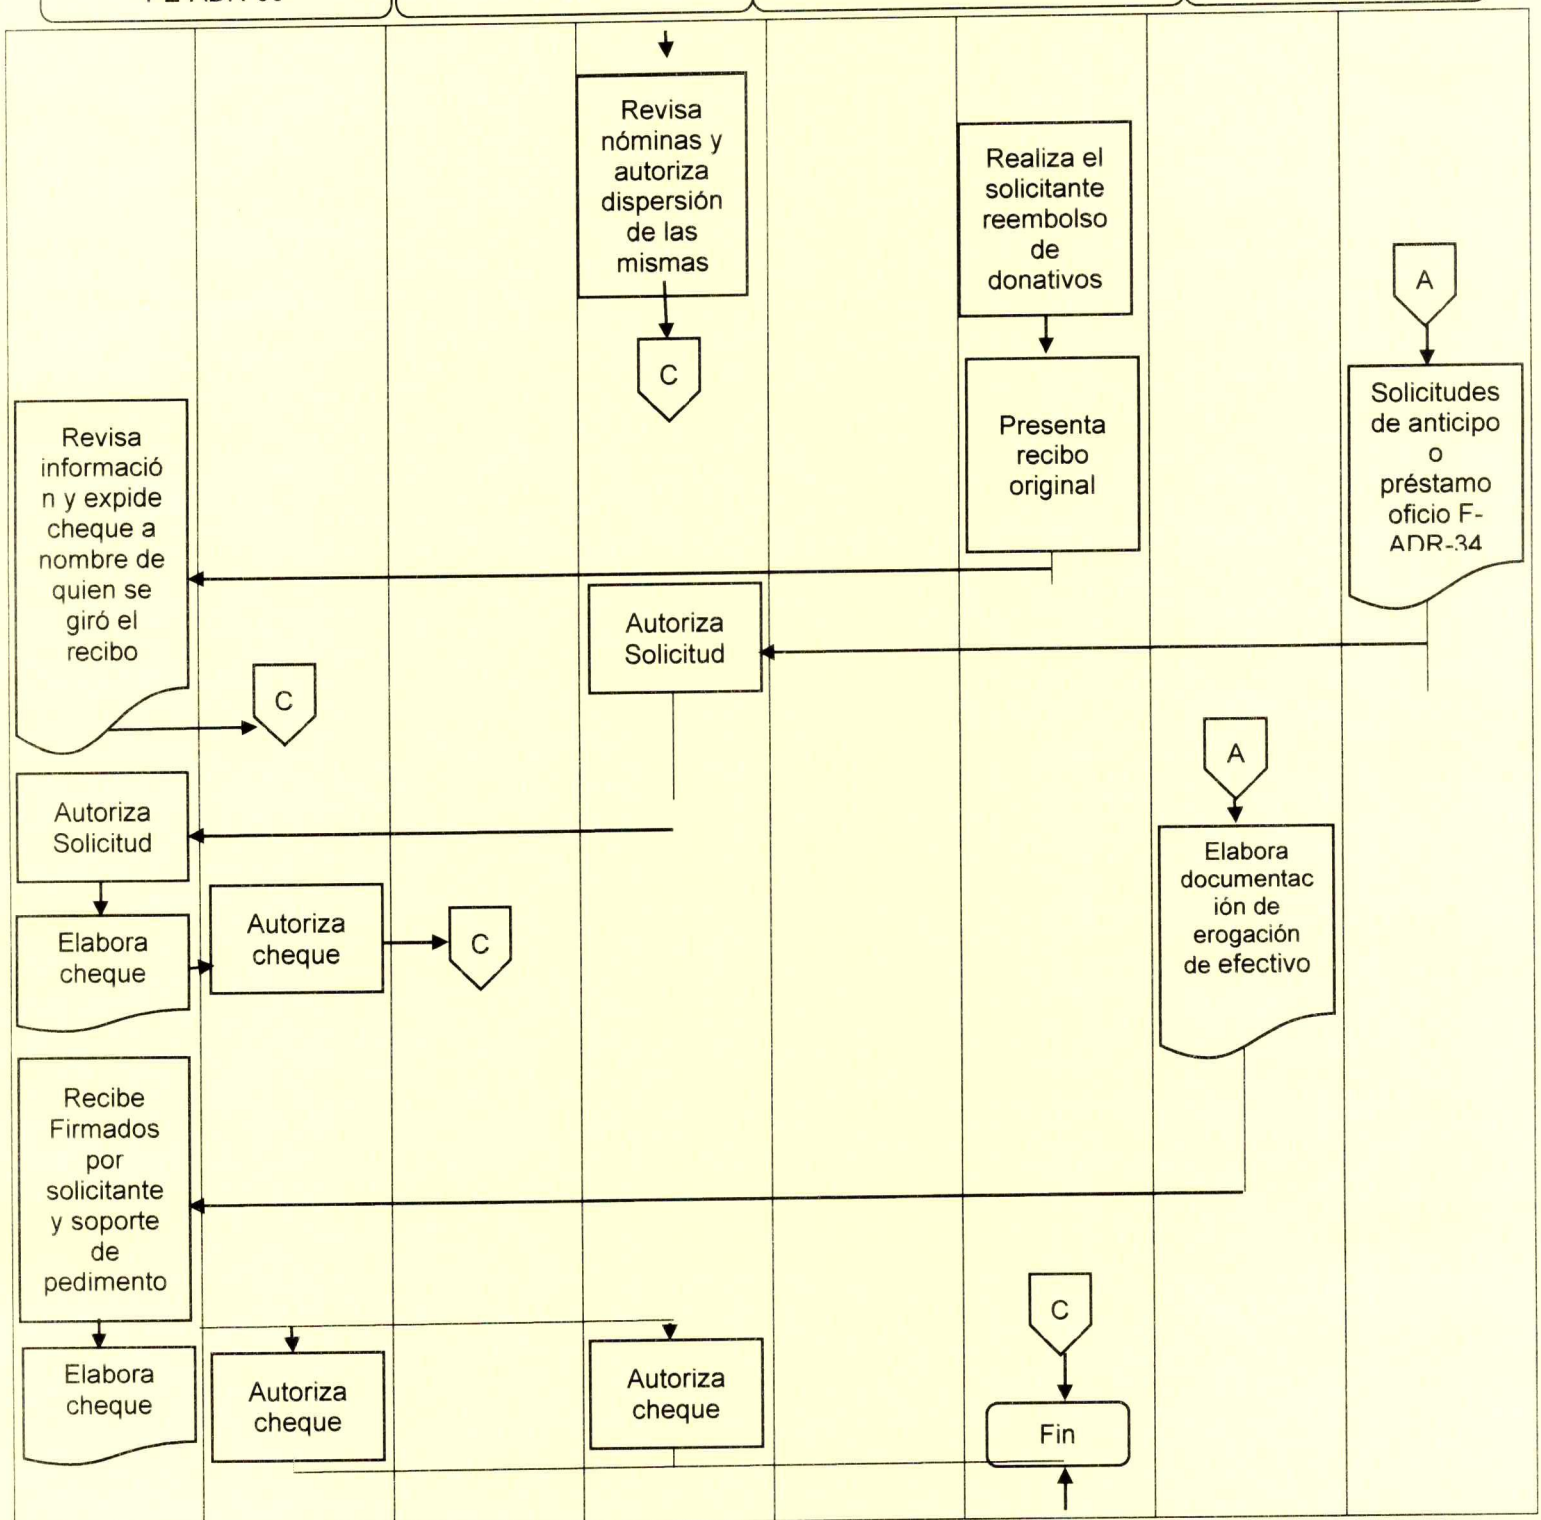 Revisa
nóminas y
autoriza
dispersión
de las
mismas
C
Realiza el
solicitante
reembolso
de
donativos
Presenta
recibo
original
A
Solicitudes
de anticipo
o
préstamo
oficio F-
ADR-34
Revisa
informació
n y expide
cheque a
nombre de
quien se
giró el
recibo
C
Autoriza
Solicitud
Autoriza
Solicitud
Elabora
cheque
Autoriza
cheque
C
A
Elabora
documentac
ión de
erogación
de efectivo
Recibe
Firmados
por
solicitante
y soporte
de
pedimento
Elabora
cheque
Autoriza
cheque
Autoriza
cheque
C
Fin